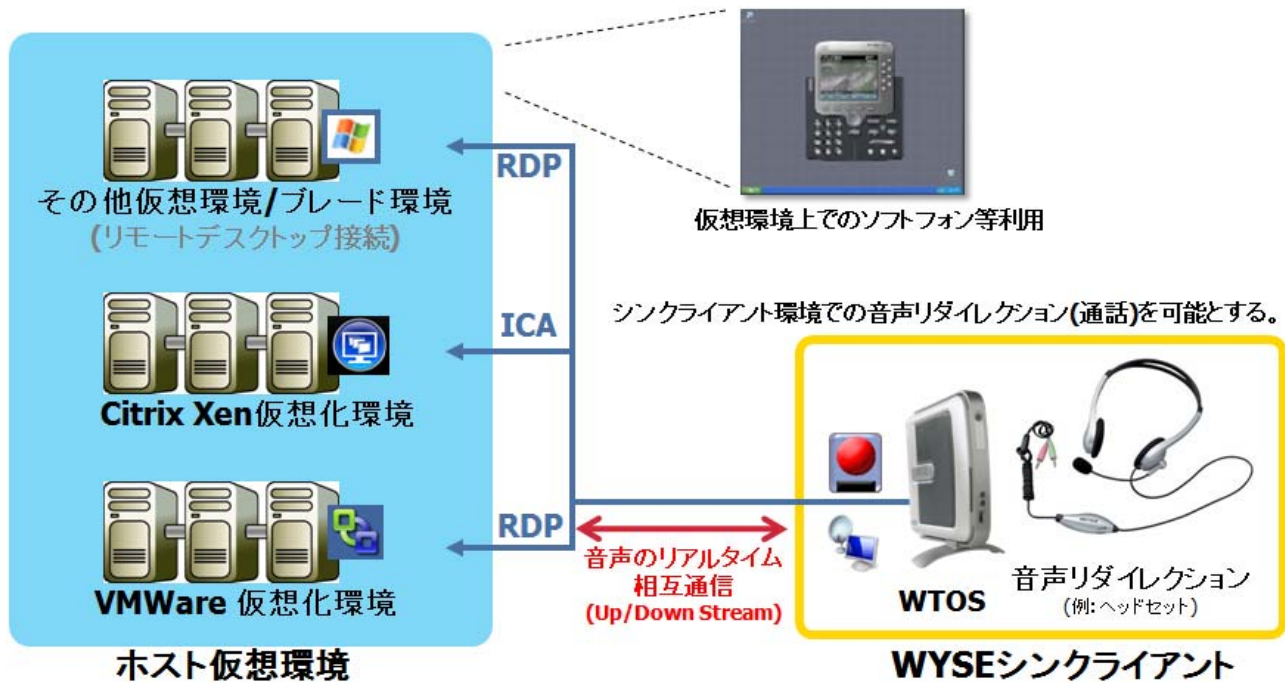 その他仮想環境/ブレード環境
(リモートデスクトップ接続)
RDP
仮想環境上でのソフトフォン等利用
シンクライアント環境での音声リダイレクション(通話)を可能とする。
ICA
Citrix Xen仮想化環境
RDP
VMWare 仮想化環境
音声のリアルタイム
相互通信
(Up/Down Stream)
WTOS
音声リダイレクション
(例:ヘッドセット)
ホスト仮想環境
WYSEシンクライアント